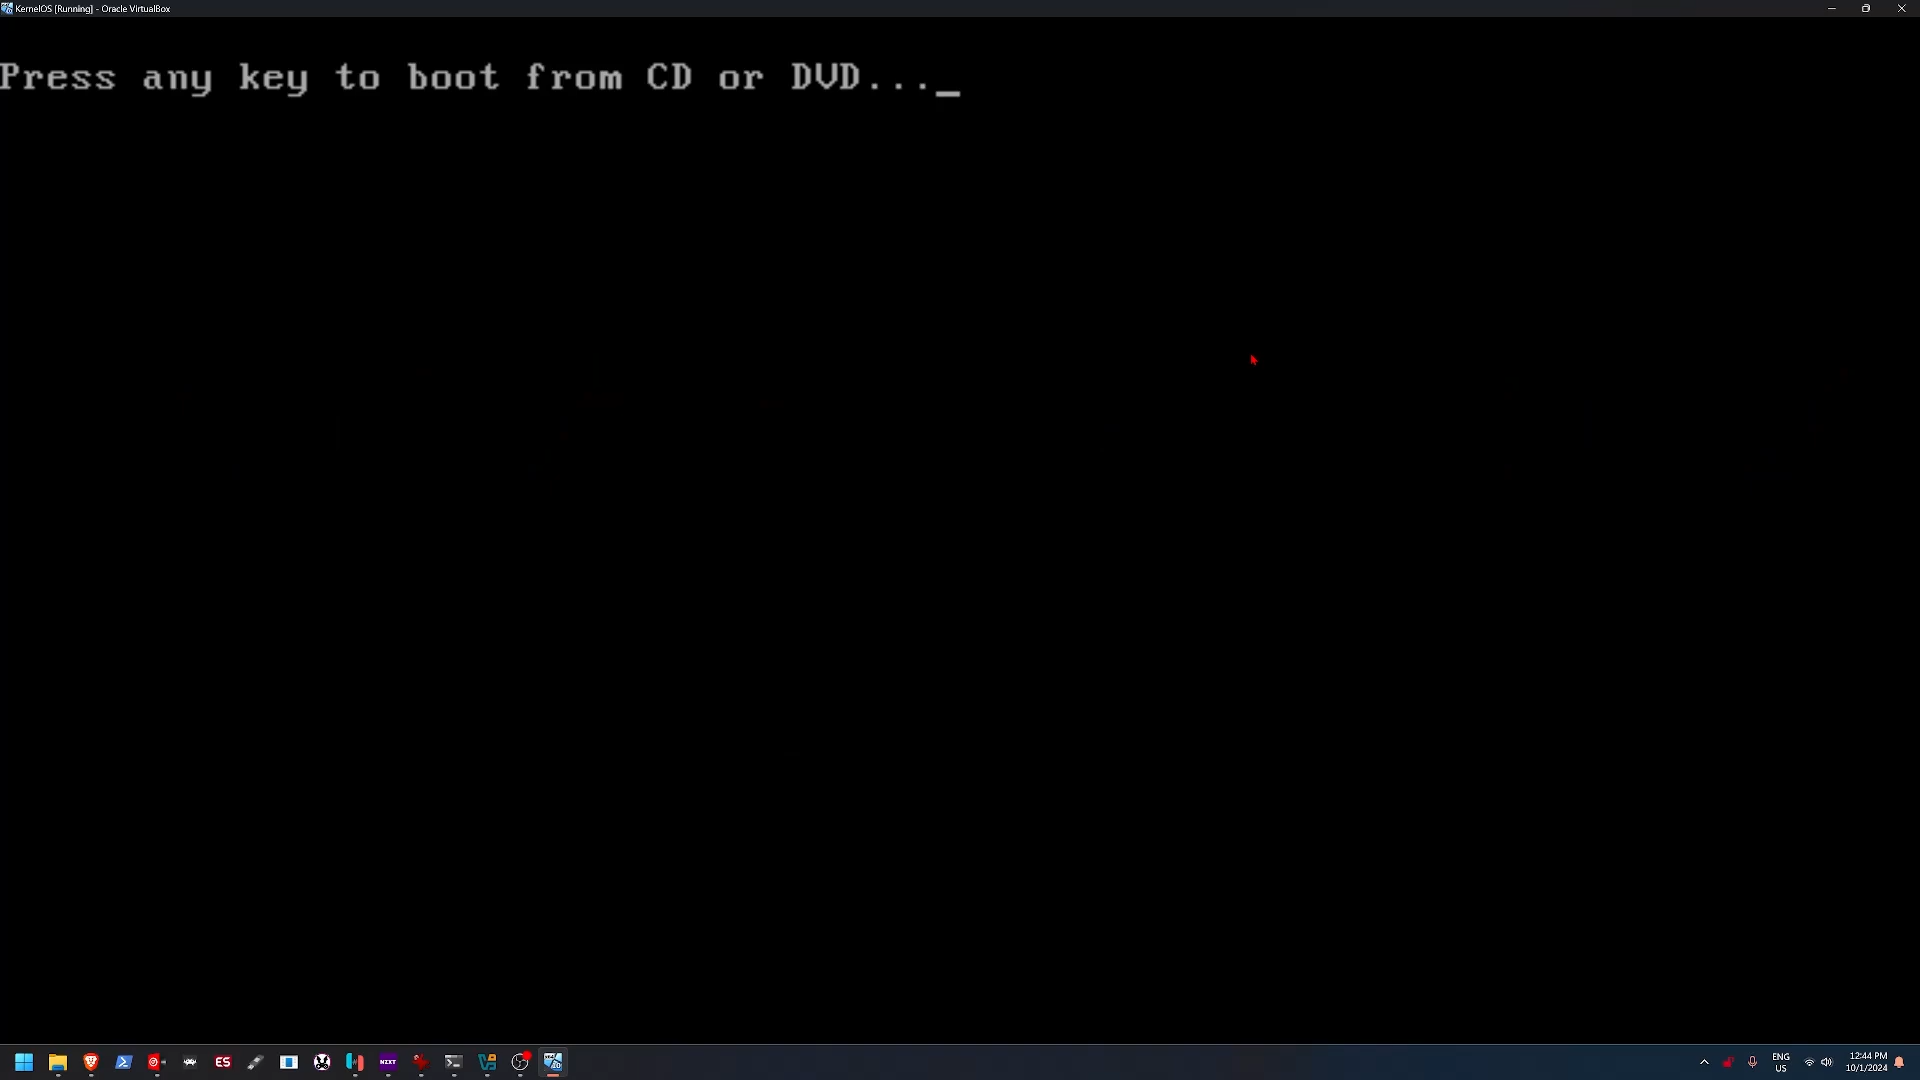 KernelOS [Running] - Oracle VirtualBox
Press any key to boot from CD or DVD..._
ES
NZXT
ENG
US
12:44 PM
10/1/2024